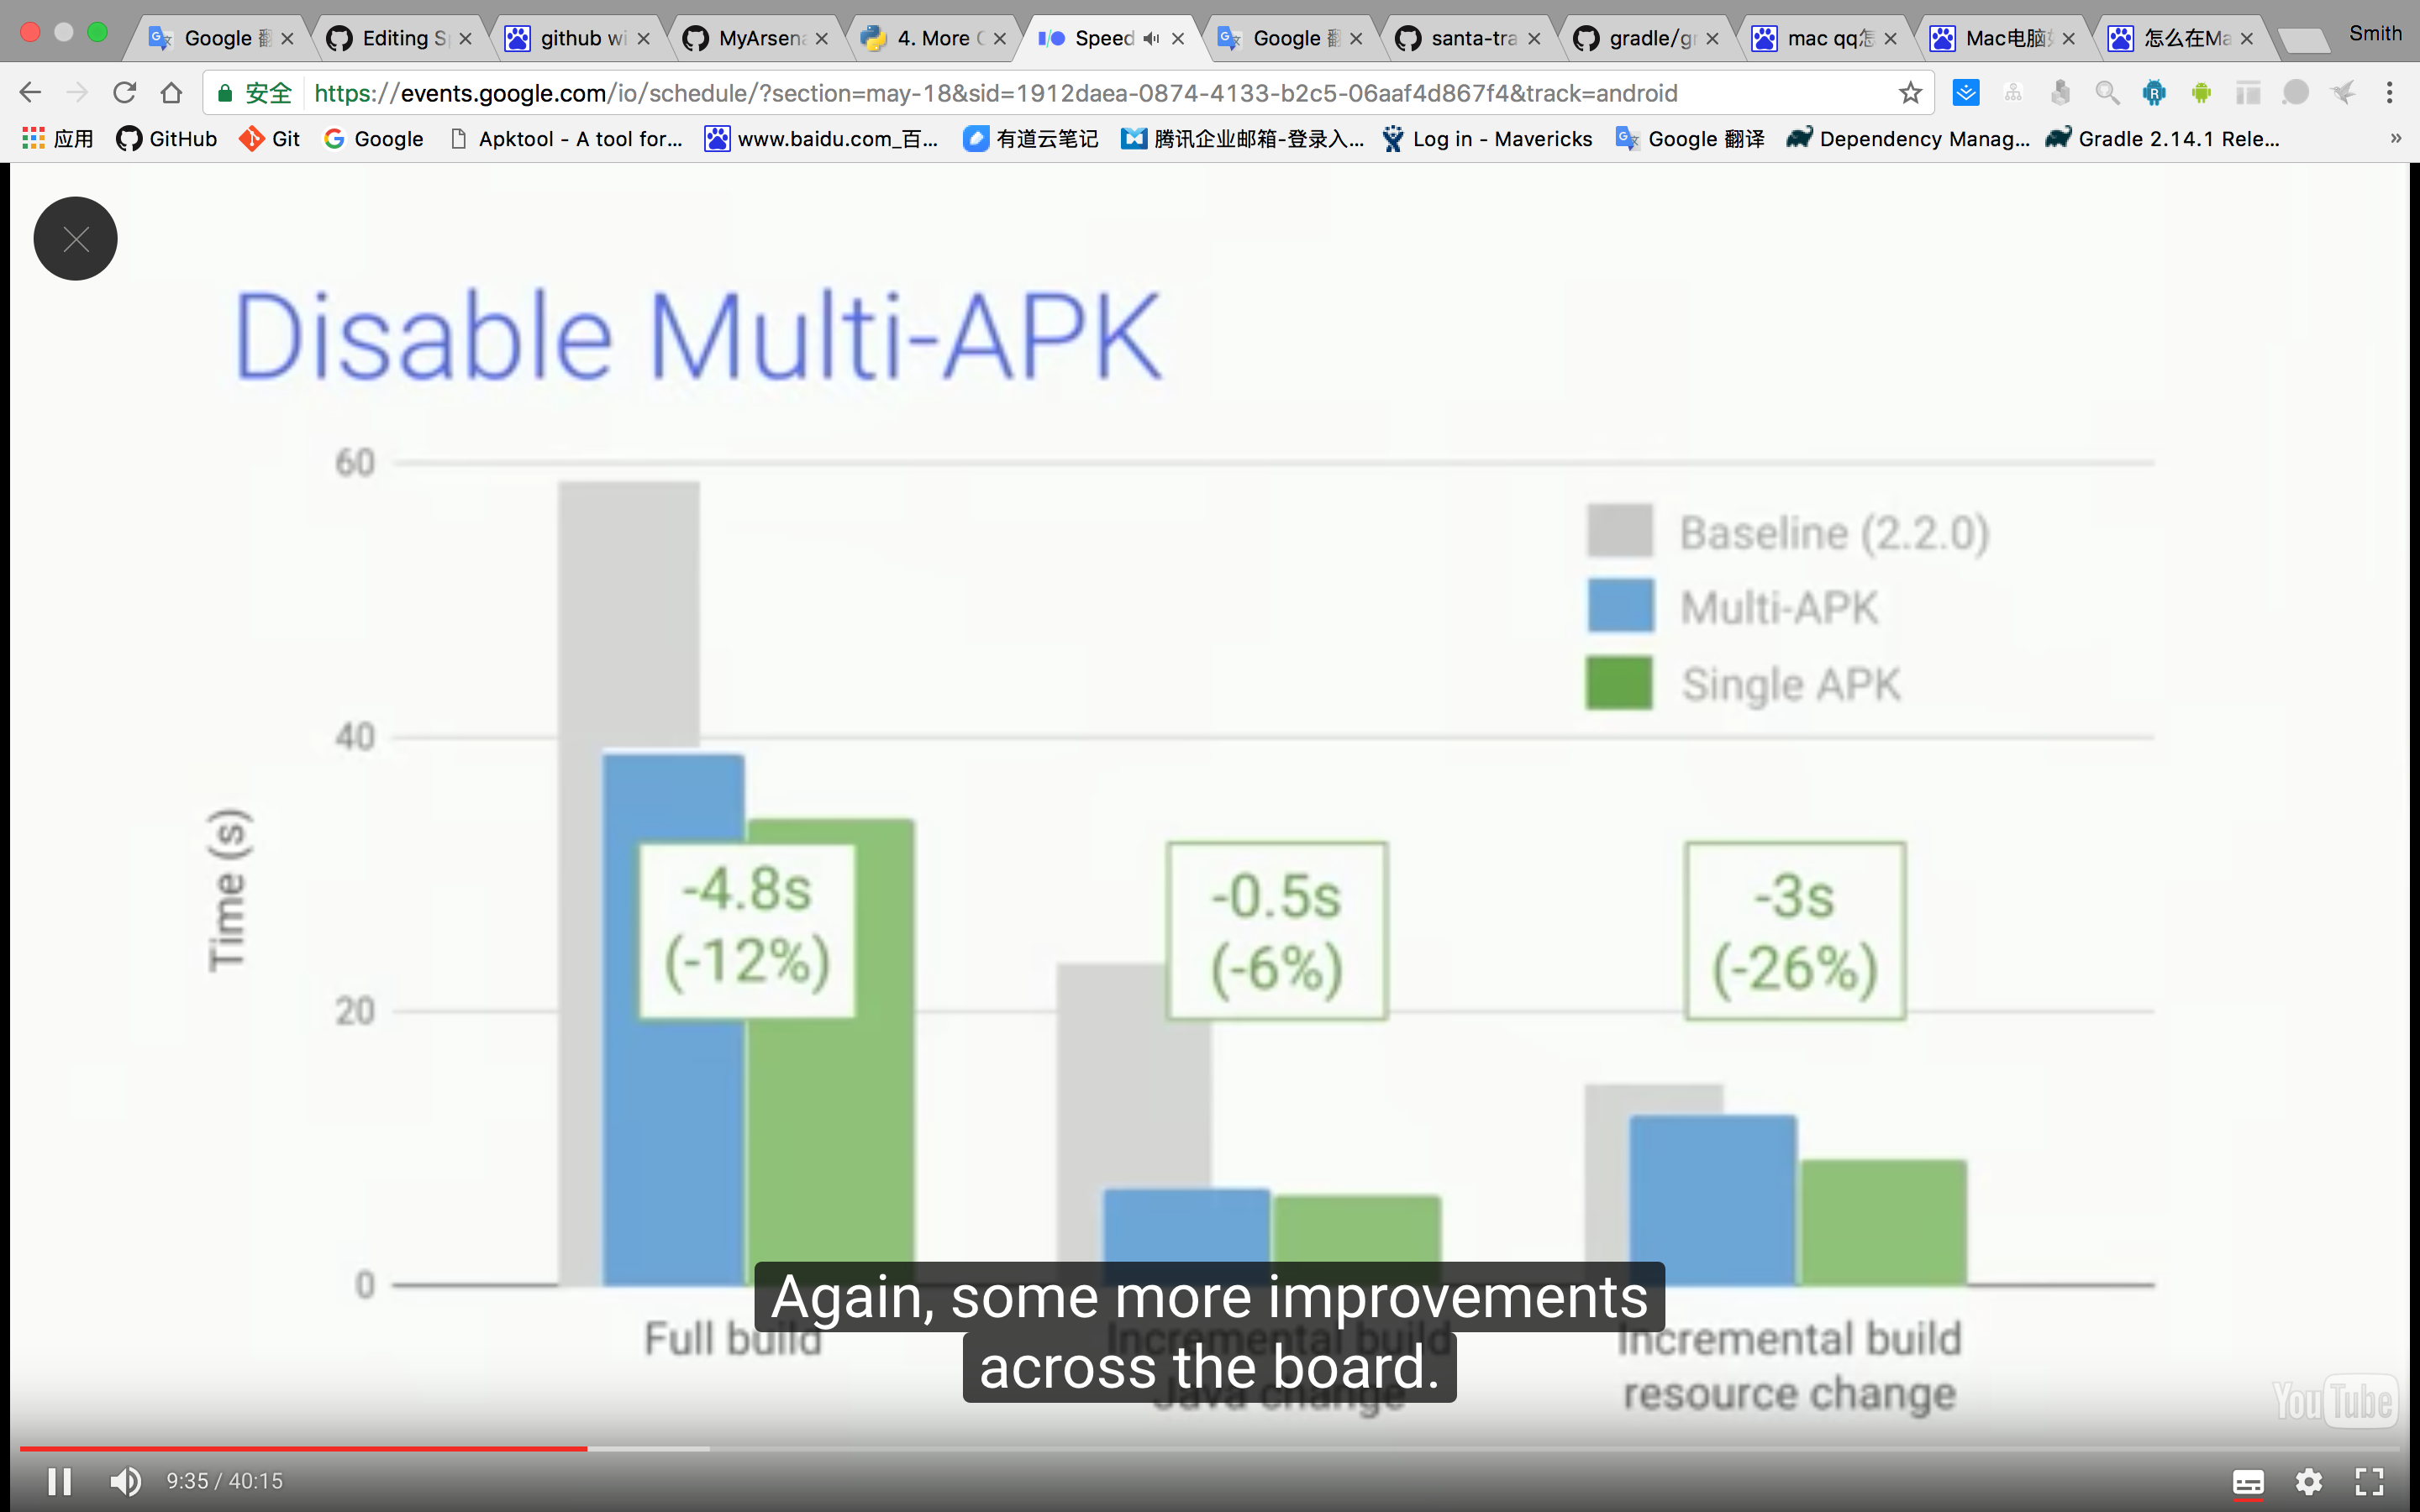 Google 翻
Editing S
github wi
MyArsena
4. More
Speed
Google 翻
santa-tra
gradle/g
mac qq怎
Mac电脑
怎么在Ma
Smith
安全 https://events.google.com/io/schedule/?section=may-18&sid=1912daea-0874-4133-b2c5-06aaf4d867f4&track=android
应用 GitHub Git Google Apktool - A tool for... www.baidu.com_百... 有道云笔记 腾讯企业邮箱-登录入... Log in - Mavericks Google 翻译 Dependency Manag... Gradle 2.14.1 Rele... »
Disable Multi-APK
60
Baseline (2.2.0)
Multi-APK
Single APK
40
Time (s)
-4.8s
(-12%)
-0.5s
(-6%)
-3s
(-26%)
20
0
Again, some more improvements
across the board.
Full build
Incremental build
Java change
Incremental build
resource change
YouTube
9:35 / 40:15